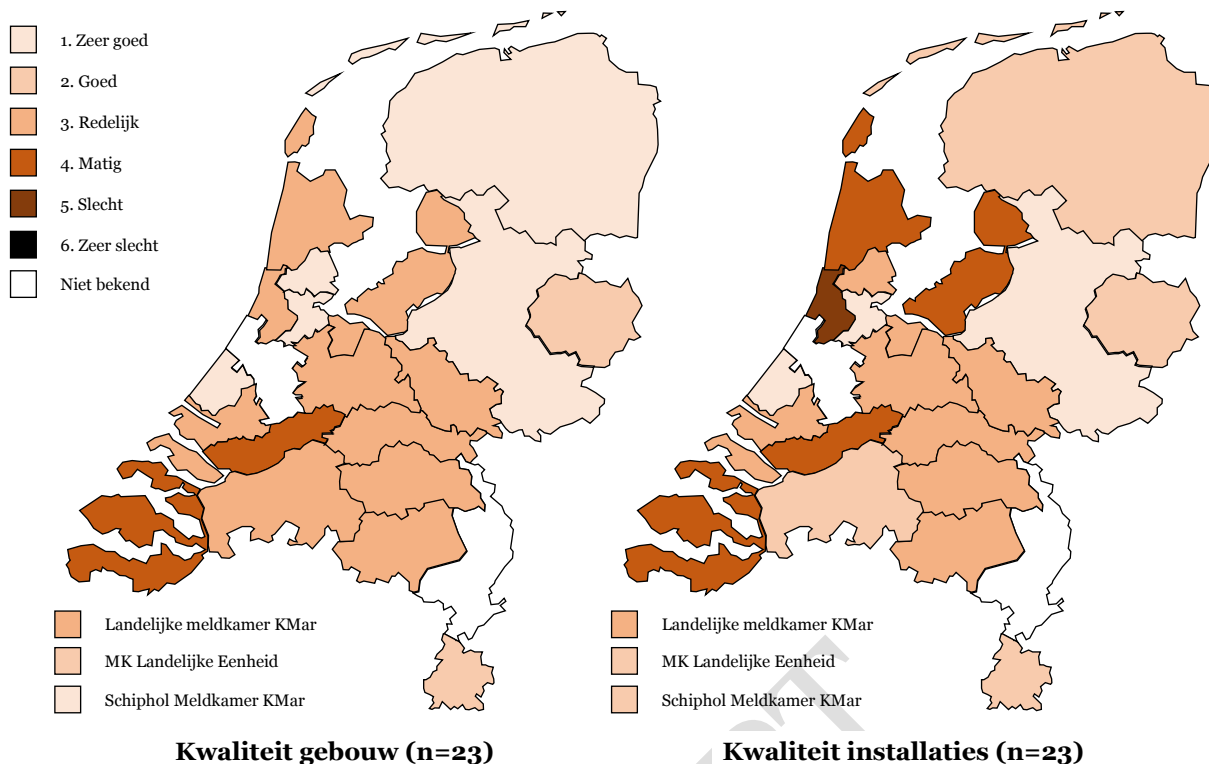 1. Zeer goed
2. Goed
3. Redelijk
4. Matig
5. Slecht
6. Zeer slecht
Niet bekend
Landelijke meldkamer KMar
MK Landelijke Eenheid
Schiphol Meldkamer KMar
Kwaliteit gebouw (n=23)
Landelijke meldkamer KMar
MK Landelijke Eenheid
Schiphol Meldkamer KMar
Kwaliteit installaties (n=23)